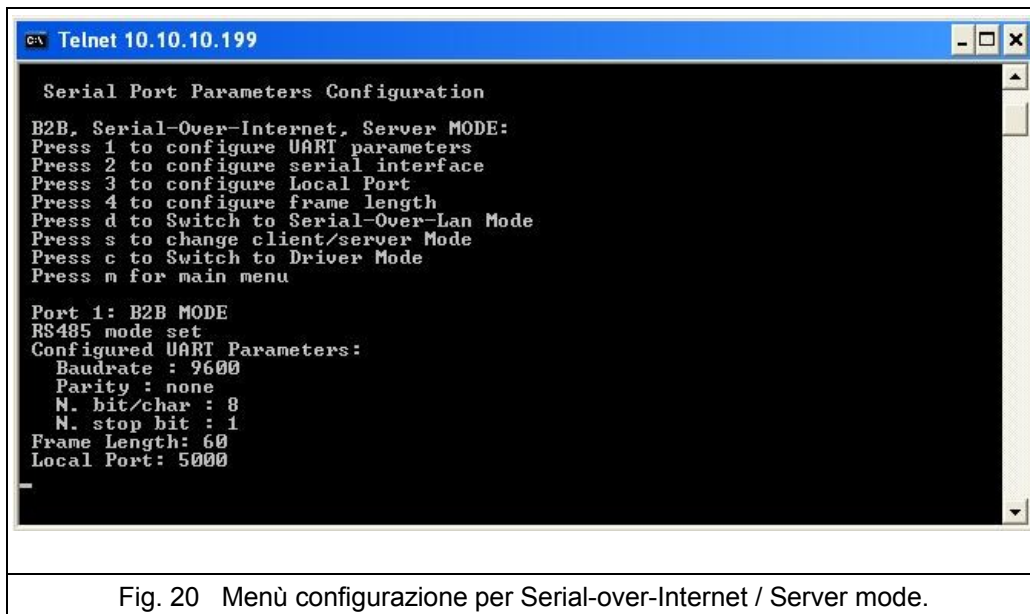 Telnet 10.10.10.199
Serial Port Parameters Configuration
B2B, Serial-Over-Internet, Server MODE:
Press 1 to configure UART parameters
Press 2 to configure serial interface
Press 3 to configure Local Port
Press 4 to configure frame length
Press d to Switch to Serial-Over-Lan Mode
Press s to change client/server Mode
Press c to Switch to Driver Mode
Press m for main menu
Port 1: B2B MODE
RS485 mode set
Configured UART Parameters:
Baudrate : 9600
Parity : none
N. bit/char : 8
N. stop bit : 1
Frame Length: 60
Local Port: 5000
Fig. 20 Menù configurazione per Serial-over-Internet / Server mode.